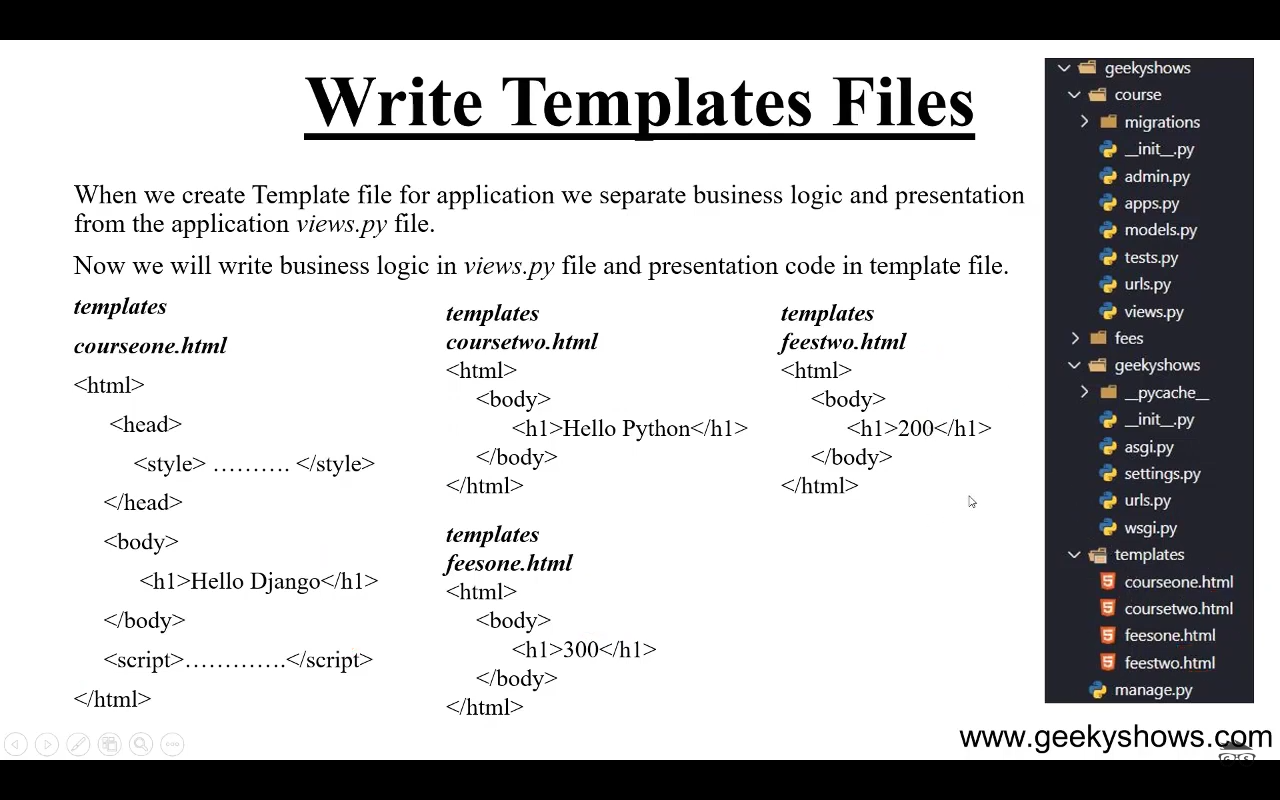 Write Templates Files
When we create Template file for application we separate business logic and presentation
from the application views.py file.
Now we will write business logic in views.py file and presentation code in template file.
templates
courseone.html
<html>
<head>
<style> ………. </style>
</head>
<body>
<h1>Hello Django</h1>
</body>
<script>………….</script>
</html>
templates
coursetwo.html
<html>
<body>
<h1>Hello Python</h1>
</body>
</html>
templates
feesone.html
<html>
<body>
<h1>300</h1>
</body>
</html>
templates
feestwo.html
<html>
<body>
<h1>200</h1>
</body>
</html>
geekyshows
course
migrations
__init__.py
admin.py
apps.py
models.py
tests.py
urls.py
views.py
fees
geekyshows
__pycache__
__init__.py
asgi.py
settings.py
urls.py
wsgi.py
templates
courseone.html
coursetwo.html
feesone.html
feestwo.html
manage.py
www.geekyshows.com